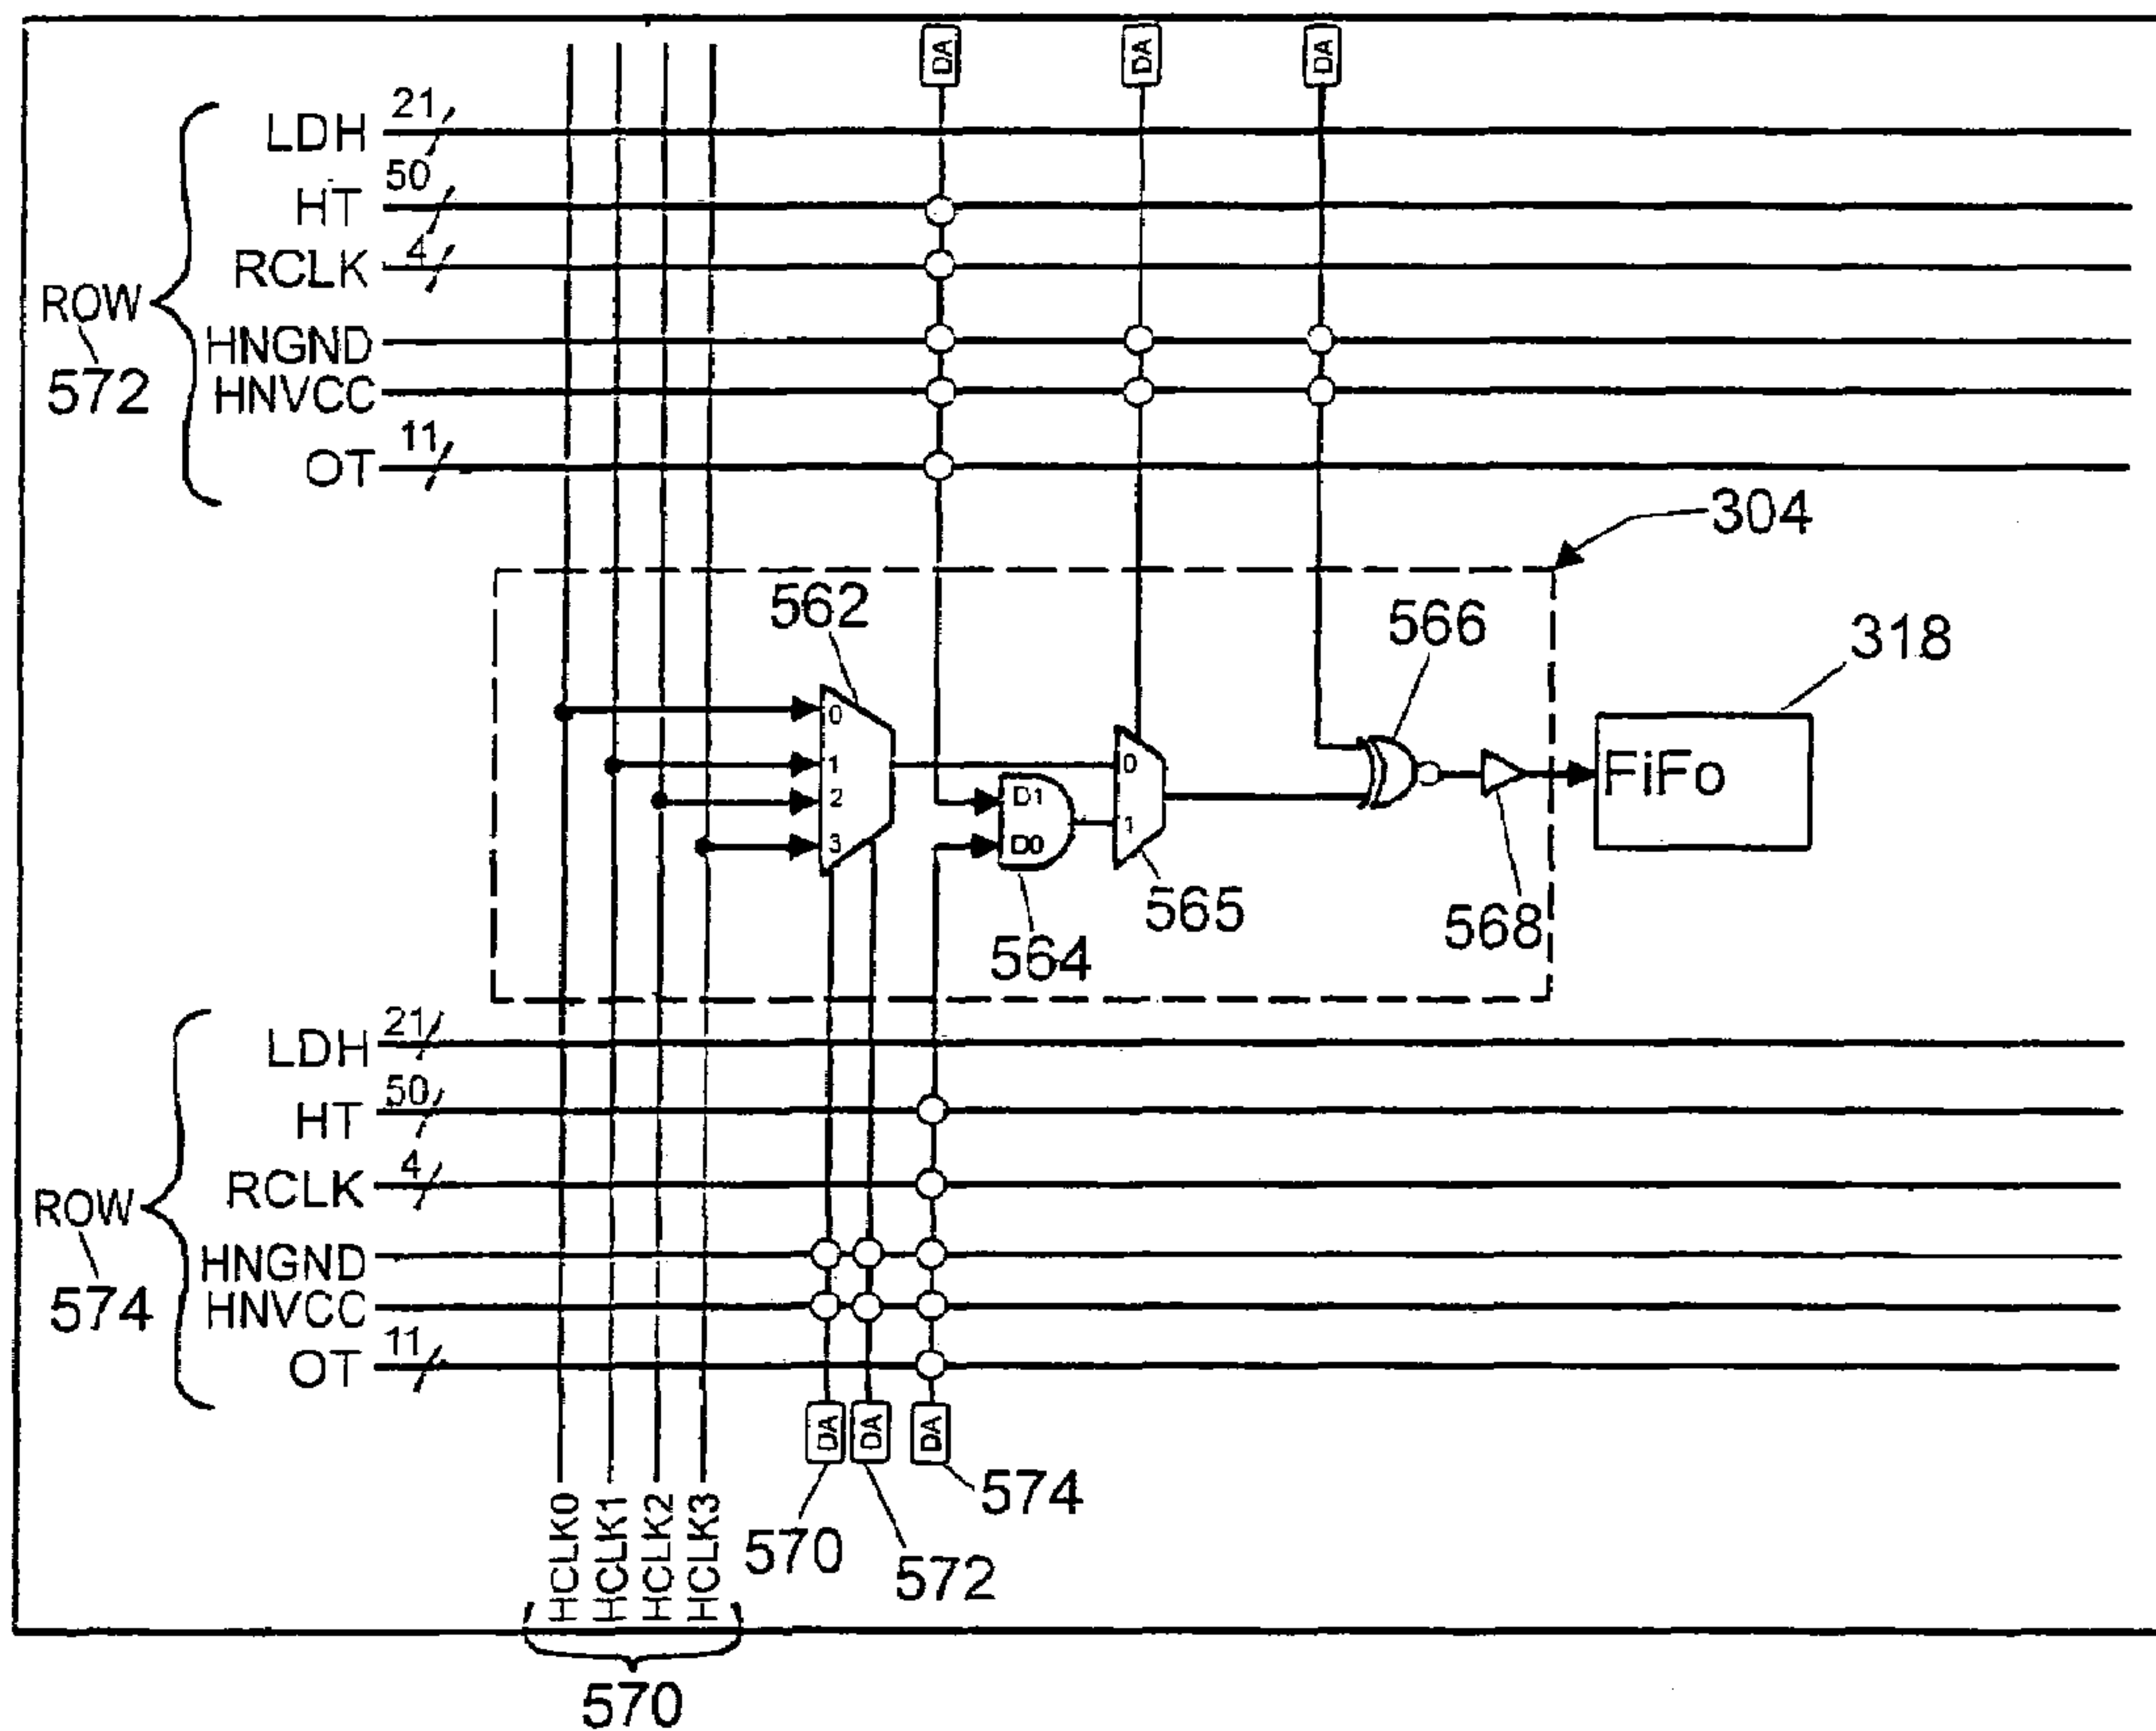 DA
DA
DA
LDH 21
HT 50
RCLK 4
ROW
572
HNGND
HNVCC
OT 11
304
562
566
318
0
1
2
3
D1
D0
0
1
FiFo
565
568
564
LDH 21
HT 50
RCLK 4
ROW
574
HNGND
HNVCC
OT 11
DA
DA
DA
574
570
572
HCLK0
HCLK1
HCLK2
HCLK3
570